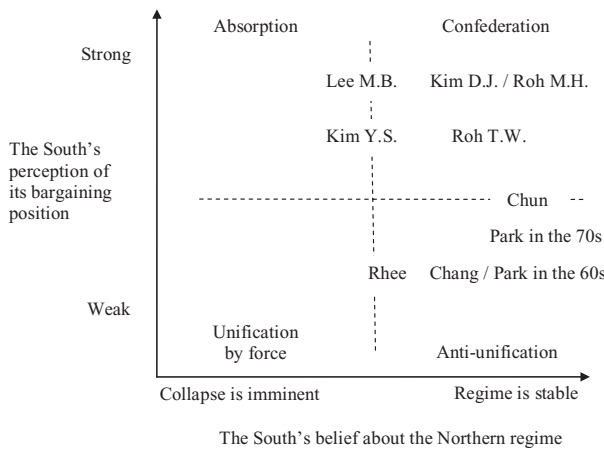 Absorption
Confederation
Strong
Lee M.B.
Kim D.J. / Roh M.H.
Kim Y.S.
Roh T.W.
The South's
perception of
its bargaining
position
Chun
Park in the 70s
Rhee
Chang / Park in the 60s
Weak
Unification
by force
Anti-unification
Collapse is imminent
Regime is stable
The South's belief about the Northern regime